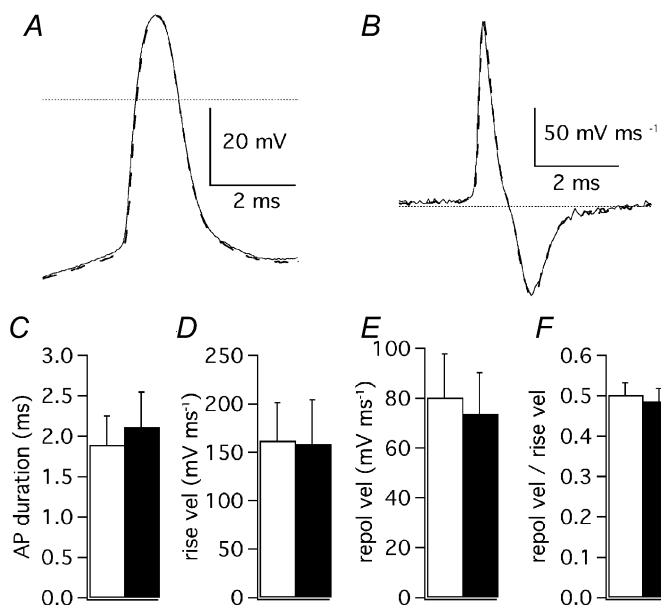 A
B
20 mV
2 ms
50 mV ms -1
2 ms
C
D
E
F
AP duration (ms)
3.0
2.5
2.0
1.5
1.0
0.5
0.0
rise vel (mV ms-1)
250
200
150
100
50
0
repol vel (mV ms-1)
100
80
60
40
20
0
repol vel / rise vel
0.6
0.5
0.4
0.3
0.2
0.1
0.0